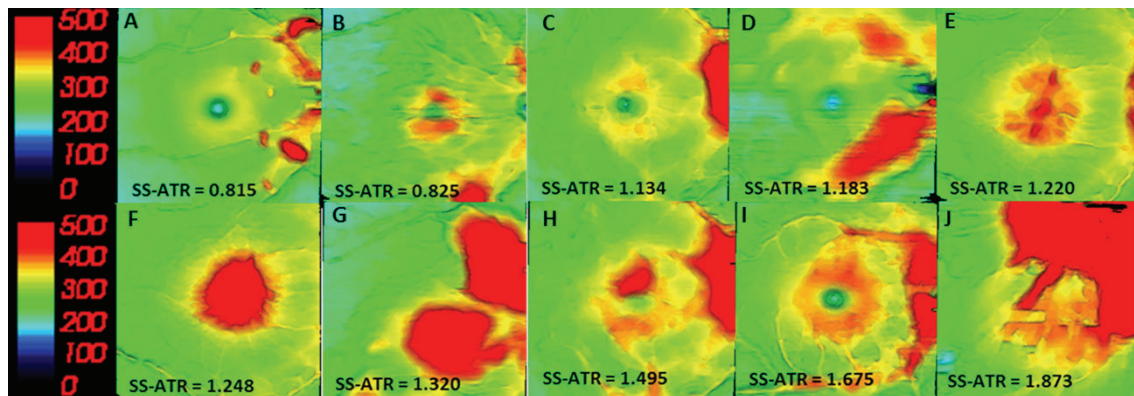 500
400
300
200
100
0
A
SS-ATR = 0.815
B
SS-ATR = 0.825
C
SS-ATR = 1.134
D
SS-ATR = 1.183
E
SS-ATR = 1.220
500
400
300
200
100
0
F
SS-ATR = 1.248
G
SS-ATR = 1.320
H
SS-ATR = 1.495
I
SS-ATR = 1.675
J
SS-ATR = 1.873